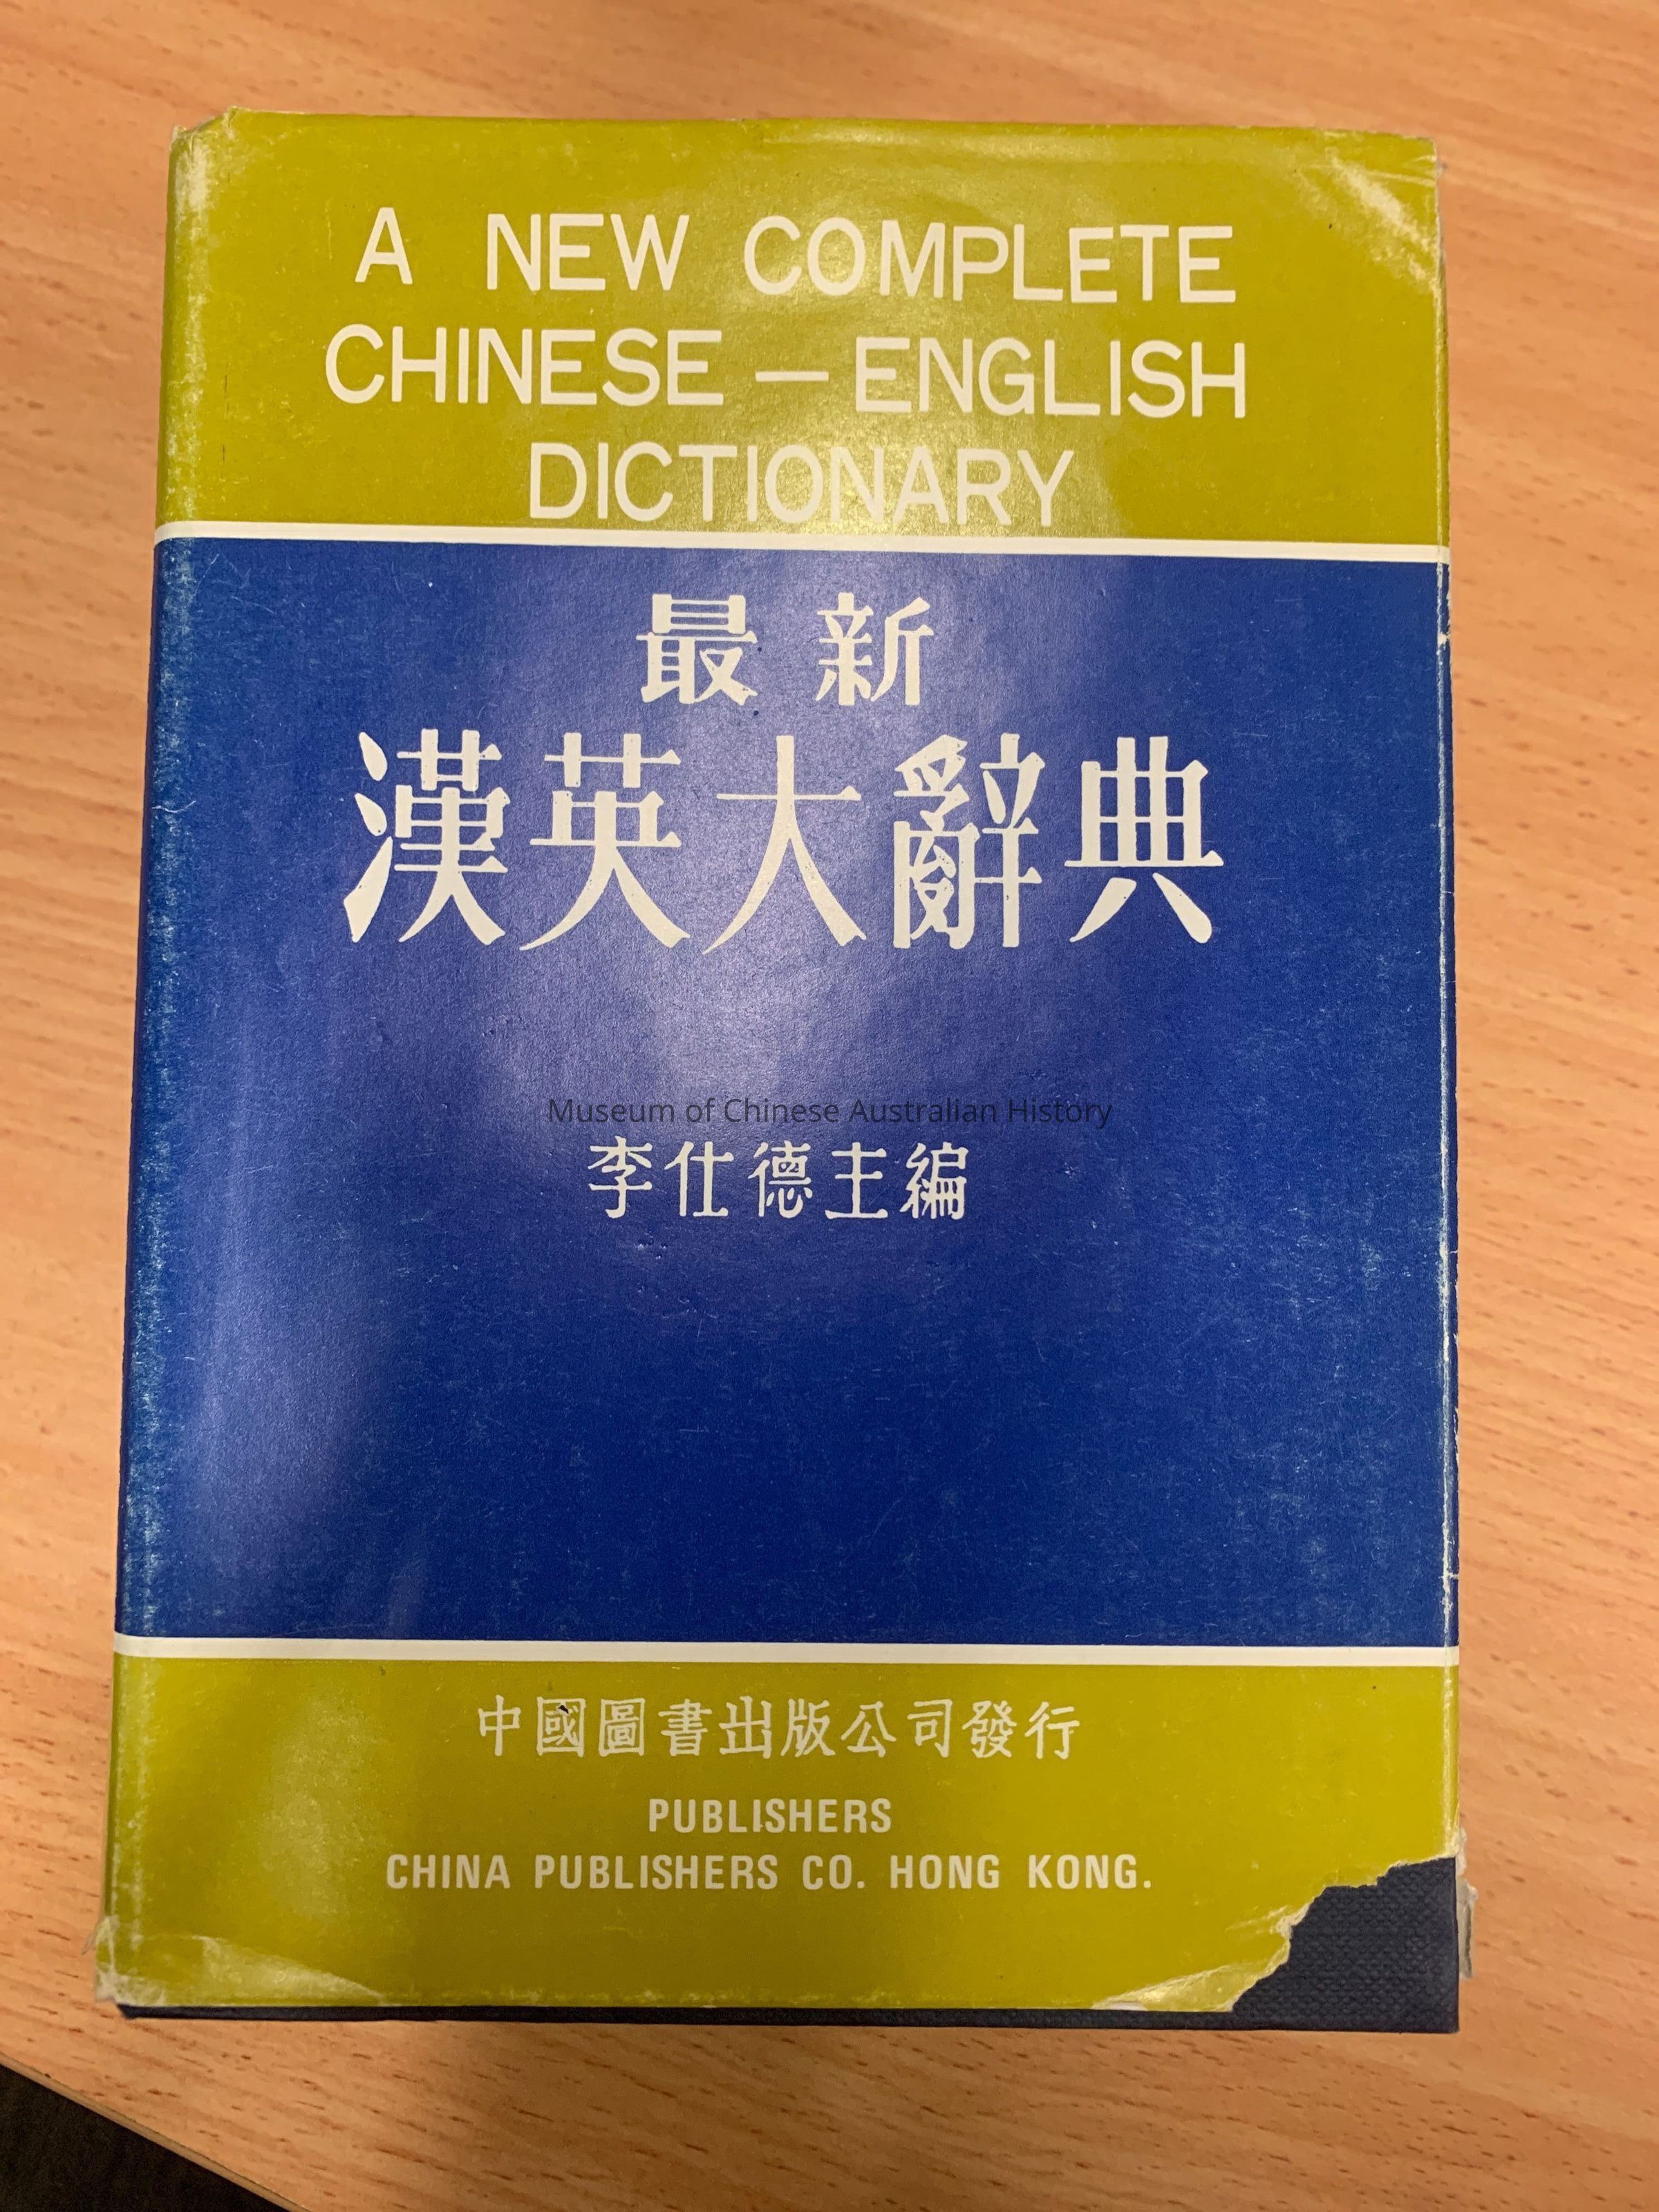 A NEW COMPLETE
CHINESE — ENGLISH
DICTIONARY
最新
漢英大辭典
Museum of Chinese Australian History
李仕德主編
中國圖書出版公司發行
PUBLISHERS
CHINA PUBLISHERS CO. HONG KONG.